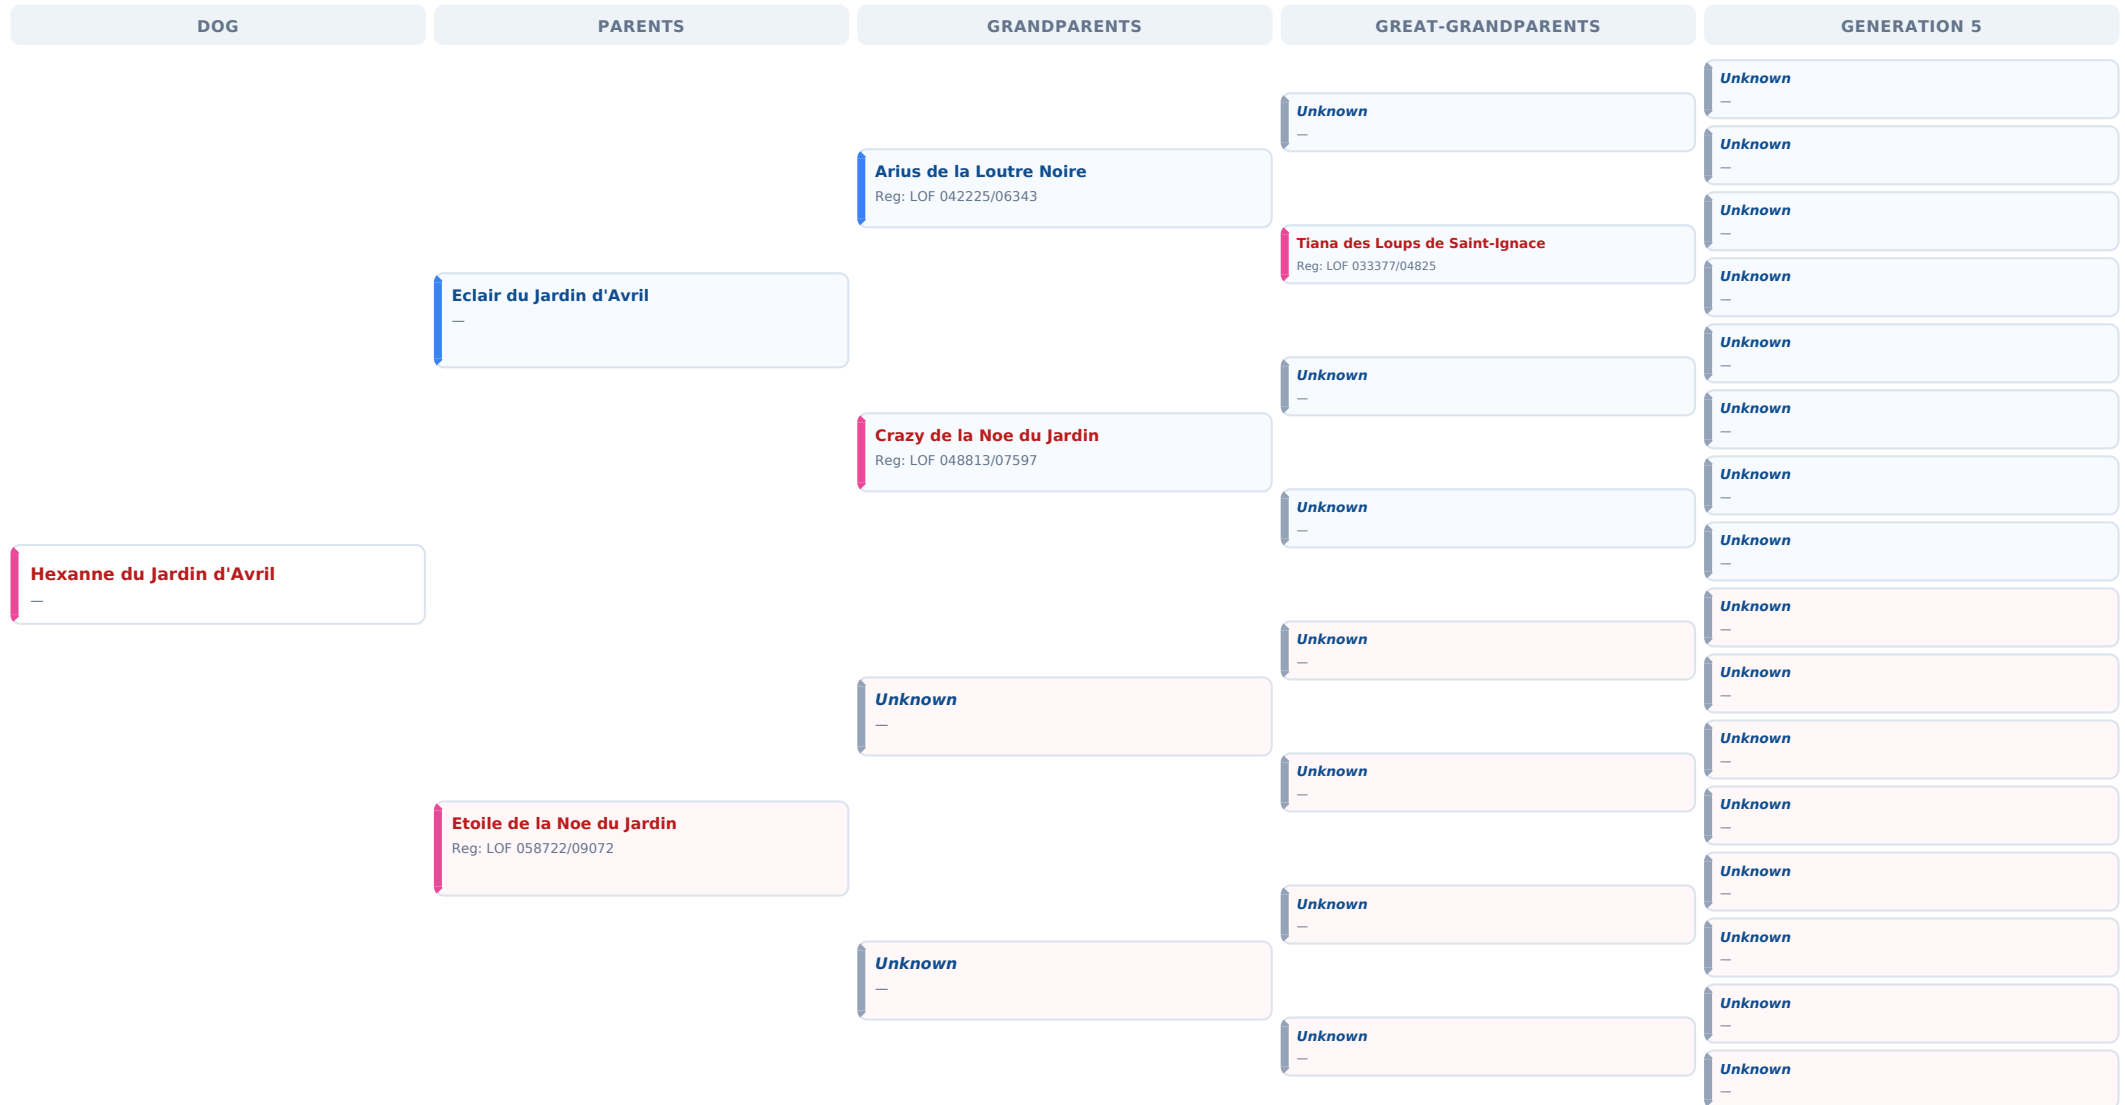 DOG
PARENTS
GRANDPARENTS
GREAT-GRANDPARENTS
GENERATION 5
Hexanne du Jardin d'Avril
—
Eclair du Jardin d'Avril
—
Etoile de la Noe du Jardin
Reg: LOF 058722/09072
Arius de la Loutre Noire
Reg: LOF 042225/06343
Crazy de la Noe du Jardin
Reg: LOF 048813/07597
Unknown
—
Unknown
—
Unknown
—
Tiana des Loups de Saint-Ignace
Reg: LOF 033377/04825
Unknown
—
Unknown
—
Unknown
—
Unknown
—
Unknown
—
Unknown
—
Unknown
—
Unknown
—
Unknown
—
Unknown
—
Unknown
—
Unknown
—
Unknown
—
Unknown
—
Unknown
—
Unknown
—
Unknown
—
Unknown
—
Unknown
—
Unknown
—
Unknown
—
Unknown
—